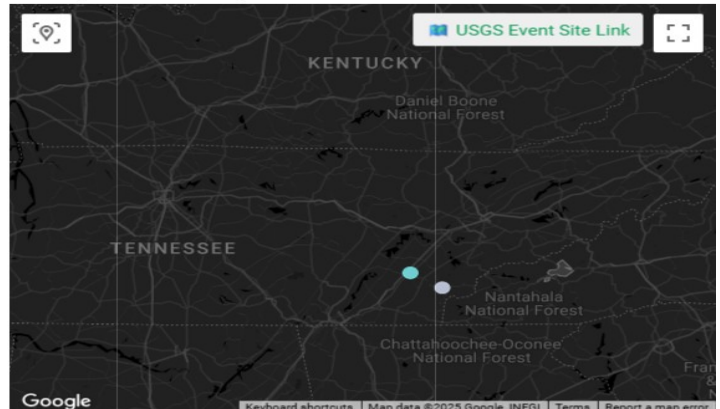 USGS Event Site Link
KENTUCKY
Daniel Boone
National Forest
TENNESSEE
Nantahala
National Forest
Chattahoochee-Oconee
National Forest
Fran
&
N
Google
Keyboard shortcuts
Map data ©2025 Google, INEGI
Terms
Report a map error